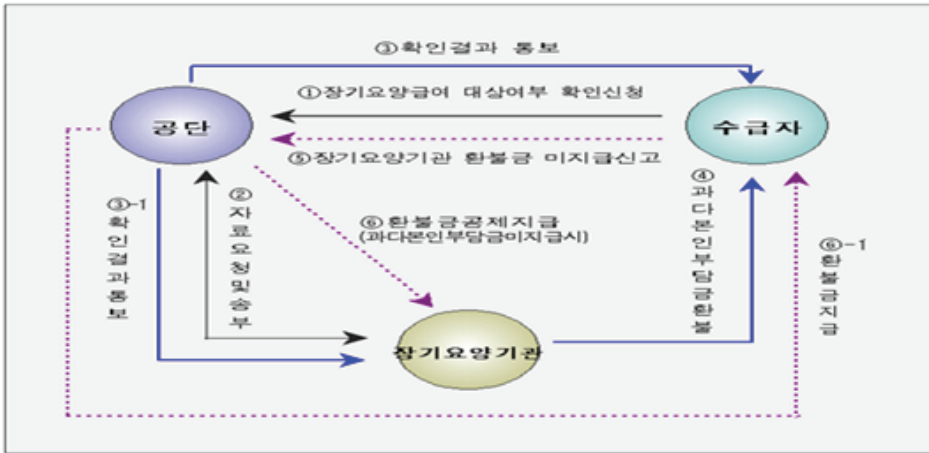 ③확인결과 통보
①장기요양급여 대상여부 확인신청
공단
수급자
⑤장기요양기관 환불금 미지급신고
③-1
확인결과통보
②자료요청및송부
⑥환불금공제지급
(과다본인부담금미지급시)
④과다본인부담금환불
⑥-1
환불금지급
장기요양기관